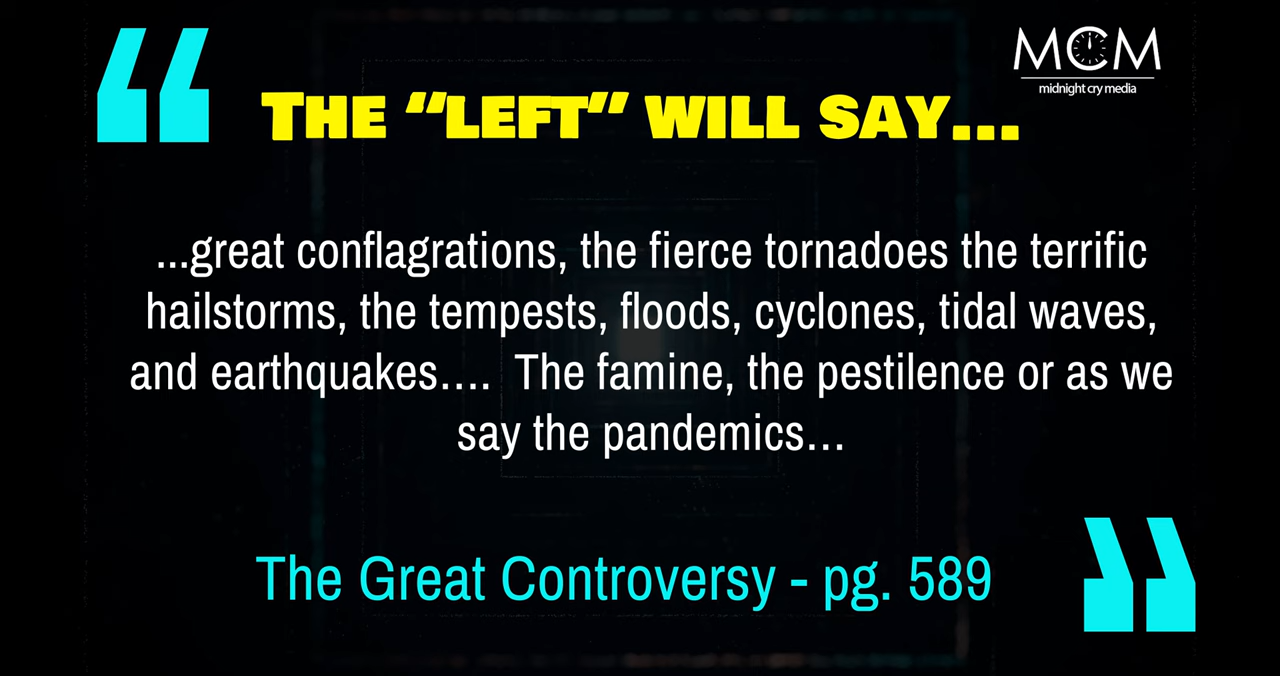 MCM
midnight cry media
“ THE “LEFT” WILL SAY...
...great conflagrations, the fierce tornadoes the terrific
hailstorms, the tempests, floods, cyclones, tidal waves,
and earthquakes.... The famine, the pestilence or as we
say the pandemics...
The Great Controversy - pg. 589 ”